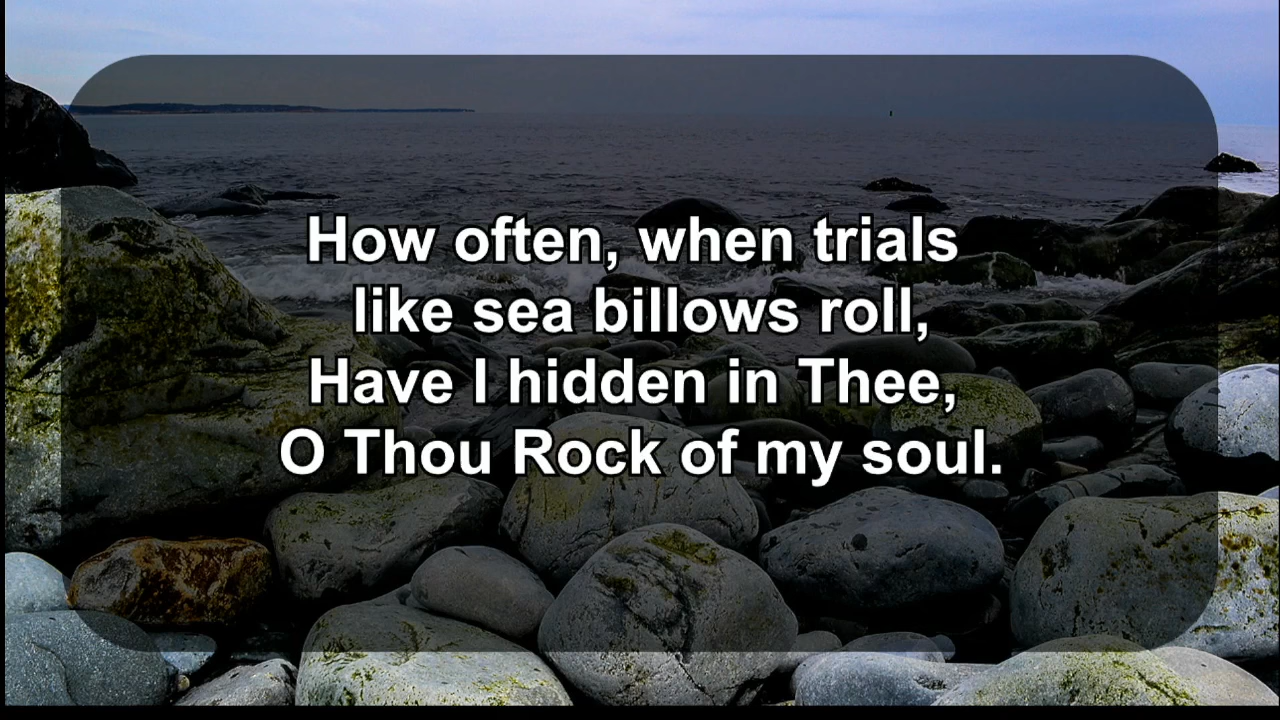 How often, when trials
like sea billows roll,
Have I hidden in Thee,
O Thou Rock of my soul.